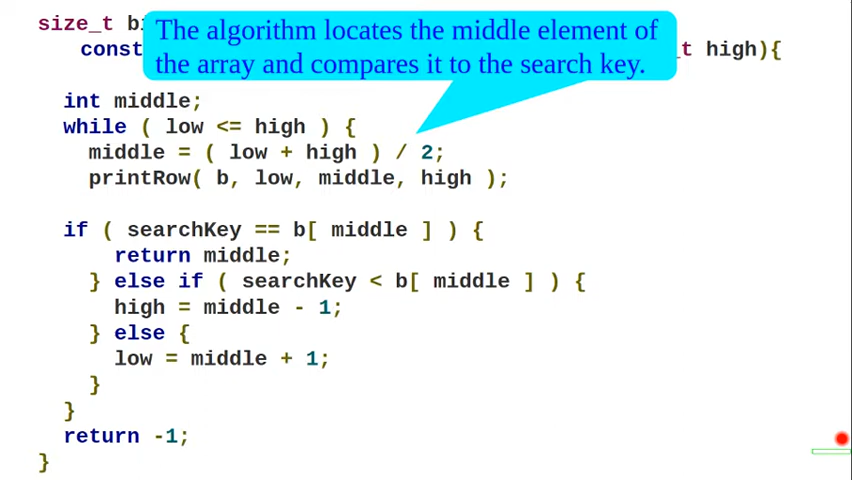 size_t bi
The algorithm locates the middle element of
the array and compares it to the search key.
const
t high){
int middle;
while ( low <= high ) {
middle = ( low + high ) / 2;
printRow( b, low, middle, high );
if ( searchKey == b[ middle ] ) {
return middle;
} else if ( searchKey < b[ middle ] ) {
high = middle - 1;
} else {
low = middle + 1;
}
}
return -1;
}